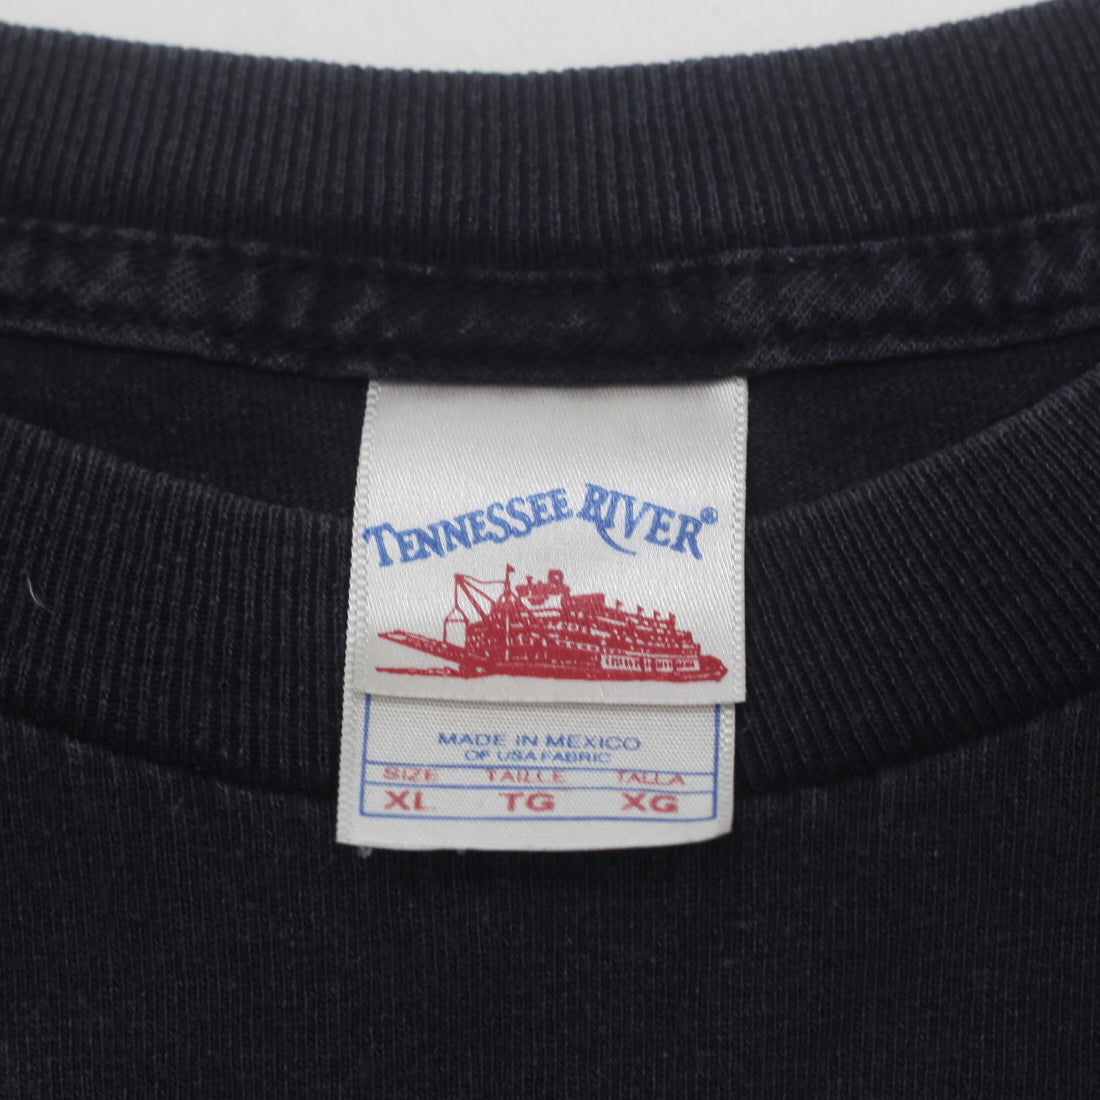 TENNESSEE RIVER®
MADE IN MEXICO
OF USA FABRIC
SIZE TAILLE TALLA
XL TG XG